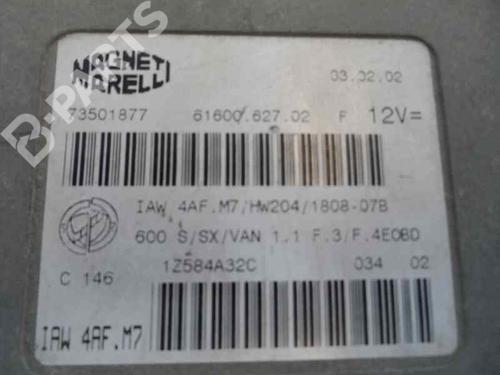 MAGNETI
MARELLI
03.02.02
73501877 61600.627.02 F 12V=
IAW 4AF.M7/HW204/1808-07B
600 S/SX/VAN 1.1 F.3/F.4EOBD
C 146 1Z584A32C 034 02
IAW 4AF.M7